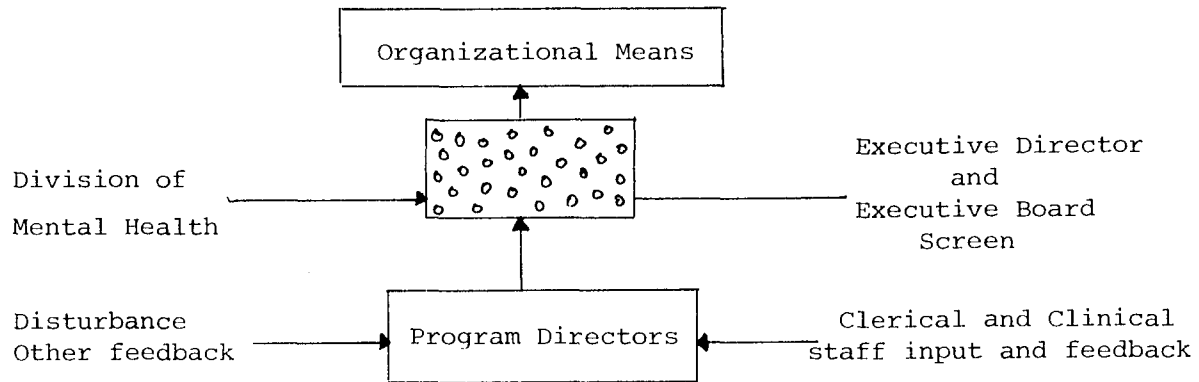 Organizational Means
Division of
Mental Health
Executive Director
and
Executive Board
Screen
Disturbance
Other feedback
Program Directors
Clerical and Clinical
staff input and feedback